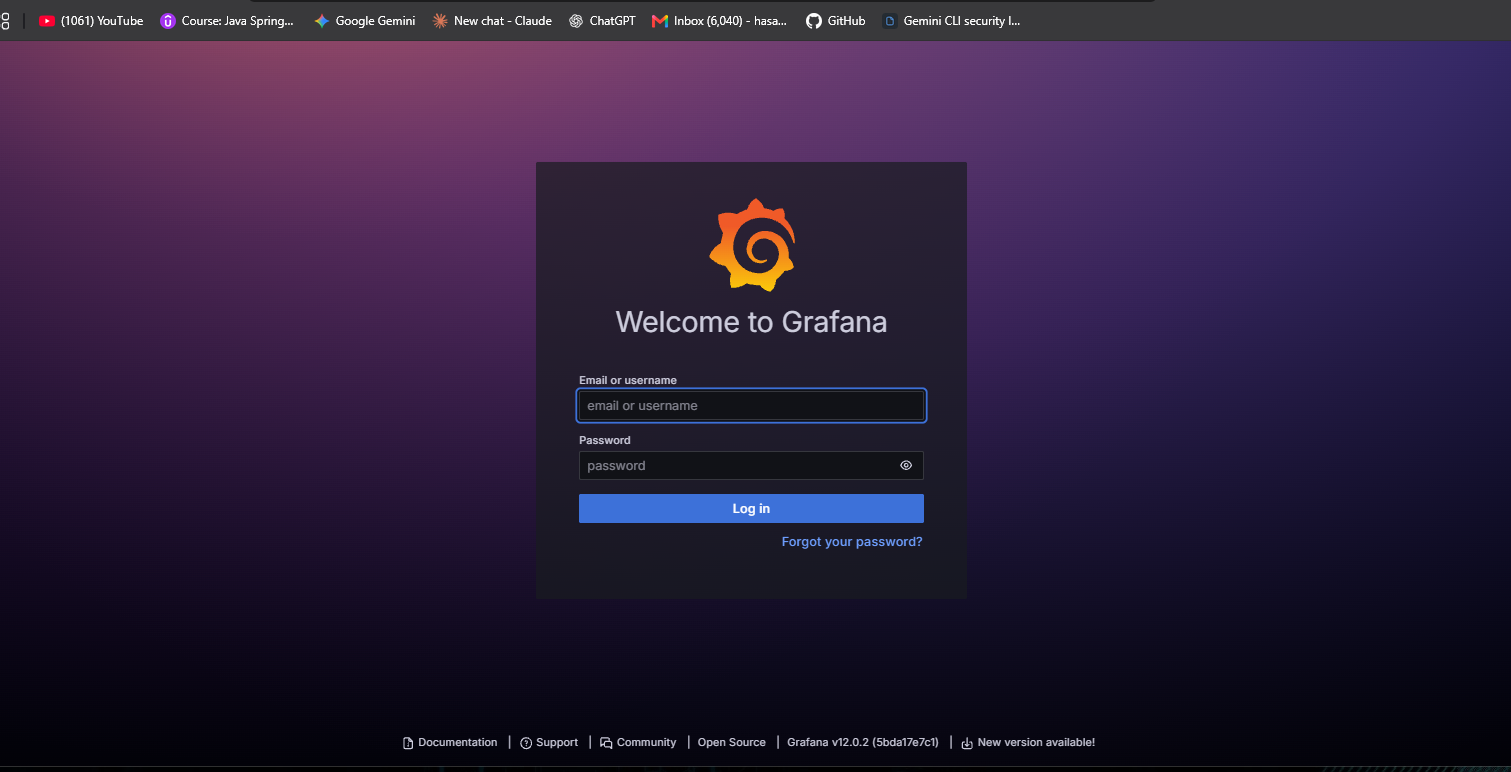 (1061) YouTube Course: Java Spring... Google Gemini New chat - Claude ChatGPT Inbox (6,040) - hasa... GitHub Gemini CLI security I...
Welcome to Grafana
Email or username
email or username
Password
password
Log in
Forgot your password?
Documentation | Support | Community | Open Source | Grafana v12.0.2 (5bda17e7c1) | New version available!